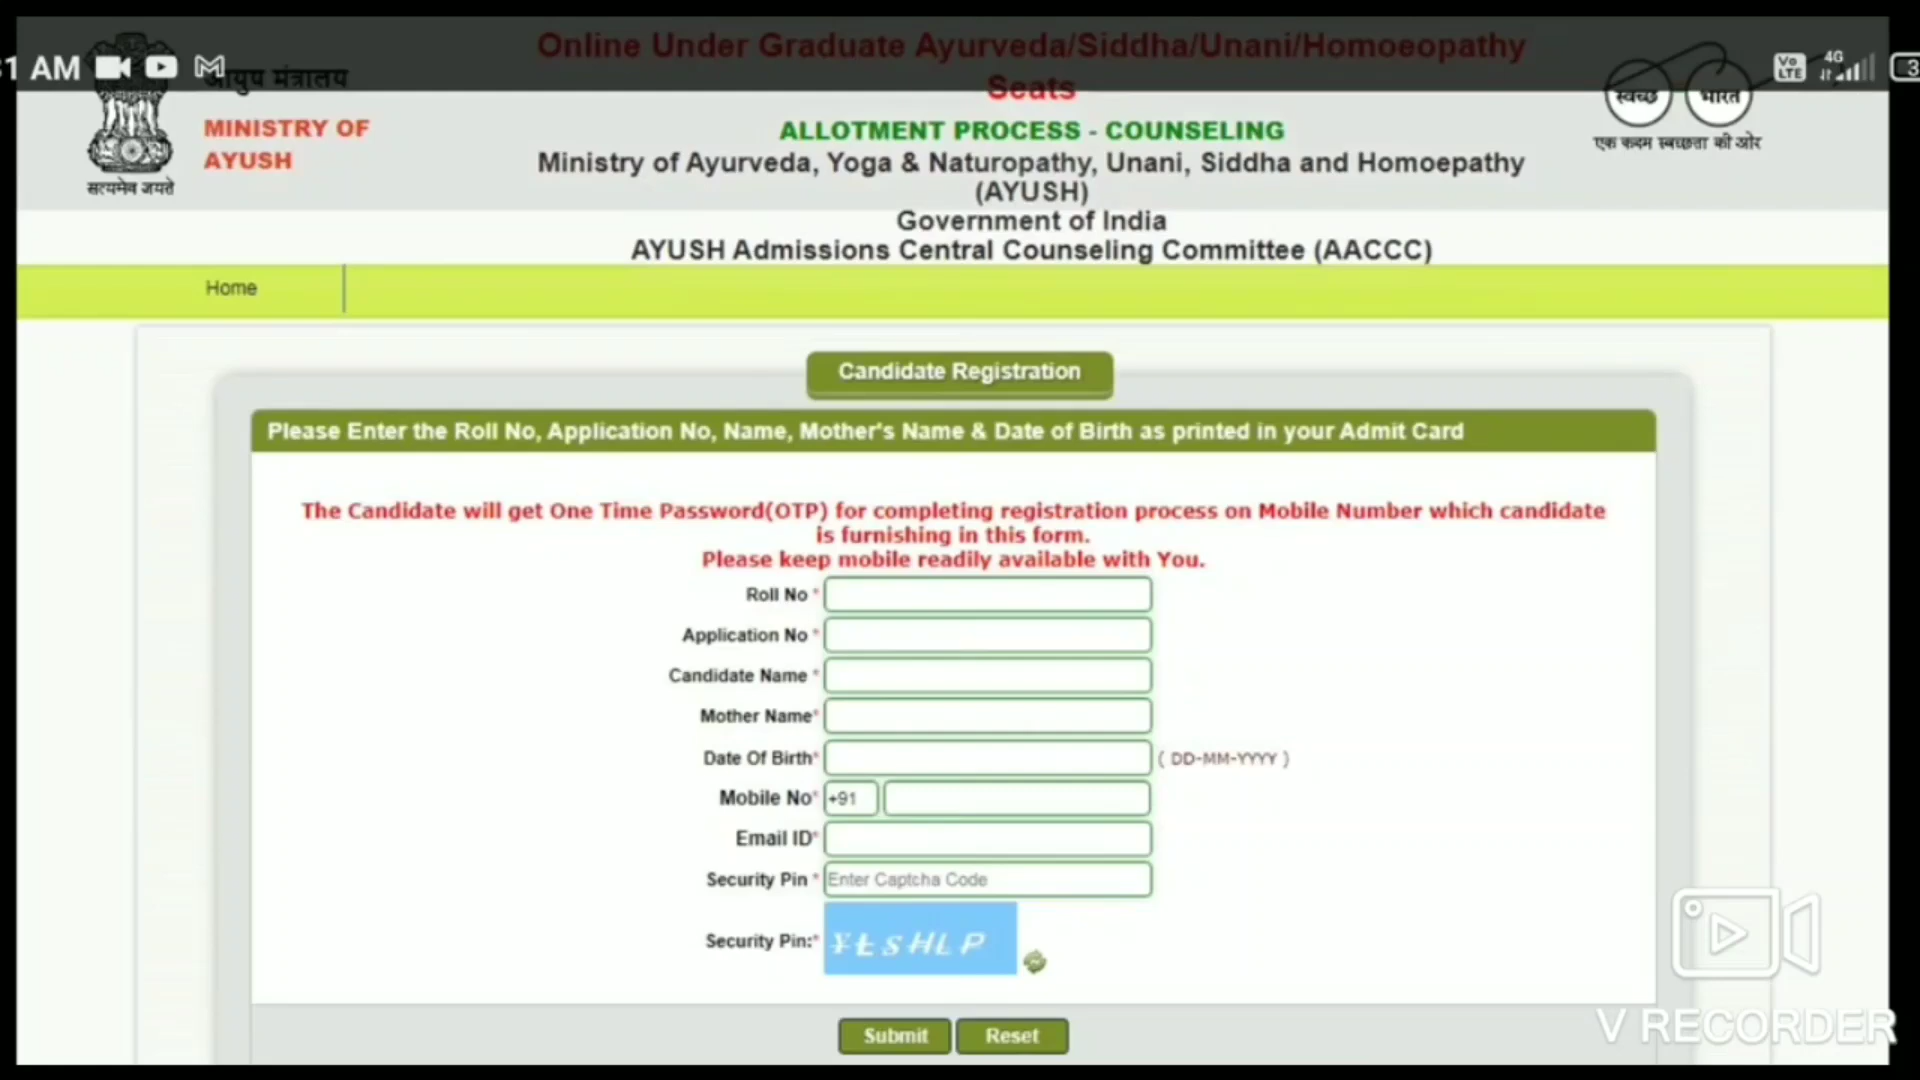 31 AM
4G
Vo LTE
3
आयुष मंत्रालय
MINISTRY OF
AYUSH
सत्यमेव जयते
Online Under Graduate Ayurveda/Siddha/Unani/Homoeopathy
Seats
ALLOTMENT PROCESS - COUNSELING
Ministry of Ayurveda, Yoga & Naturopathy, Unani, Siddha and Homoepathy
(AYUSH)
Government of India
AYUSH Admissions Central Counseling Committee (AACCC)
स्वच्छ भारत
एक कदम स्वच्छता की ओर
Home
Candidate Registration
Please Enter the Roll No, Application No, Name, Mother's Name & Date of Birth as printed in your Admit Card
The Candidate will get One Time Password(OTP) for completing registration process on Mobile Number which candidate
is furnishing in this form.
Please keep mobile readily available with You.
Roll No *
Application No *
Candidate Name *
Mother Name*
Date Of Birth* ( DD-MM-YYYY )
Mobile No* +91
Email ID*
Security Pin * Enter Captcha Code
Security Pin:*
Submit Reset
V RECORDER